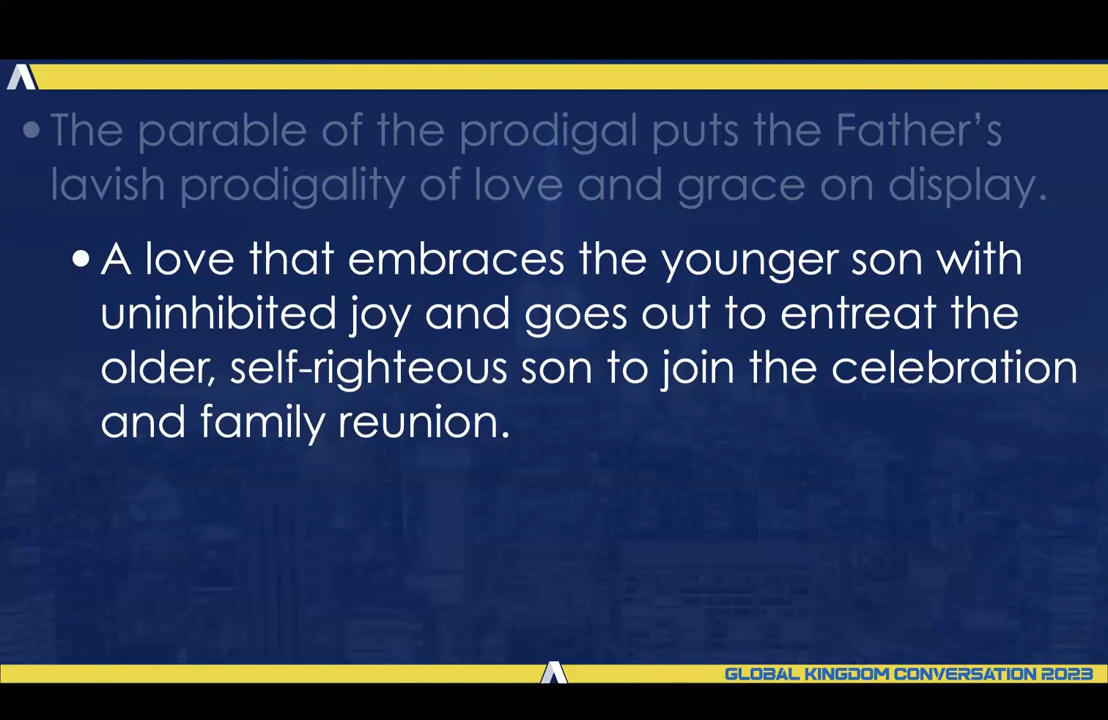 • The parable of the prodigal puts the Father’s
lavish prodigality of love and grace on display.
• A love that embraces the younger son with
uninhibited joy and goes out to entreat the
older, self-righteous son to join the celebration
and family reunion.
GLOBAL KINGDOM CONVERSATION 2023